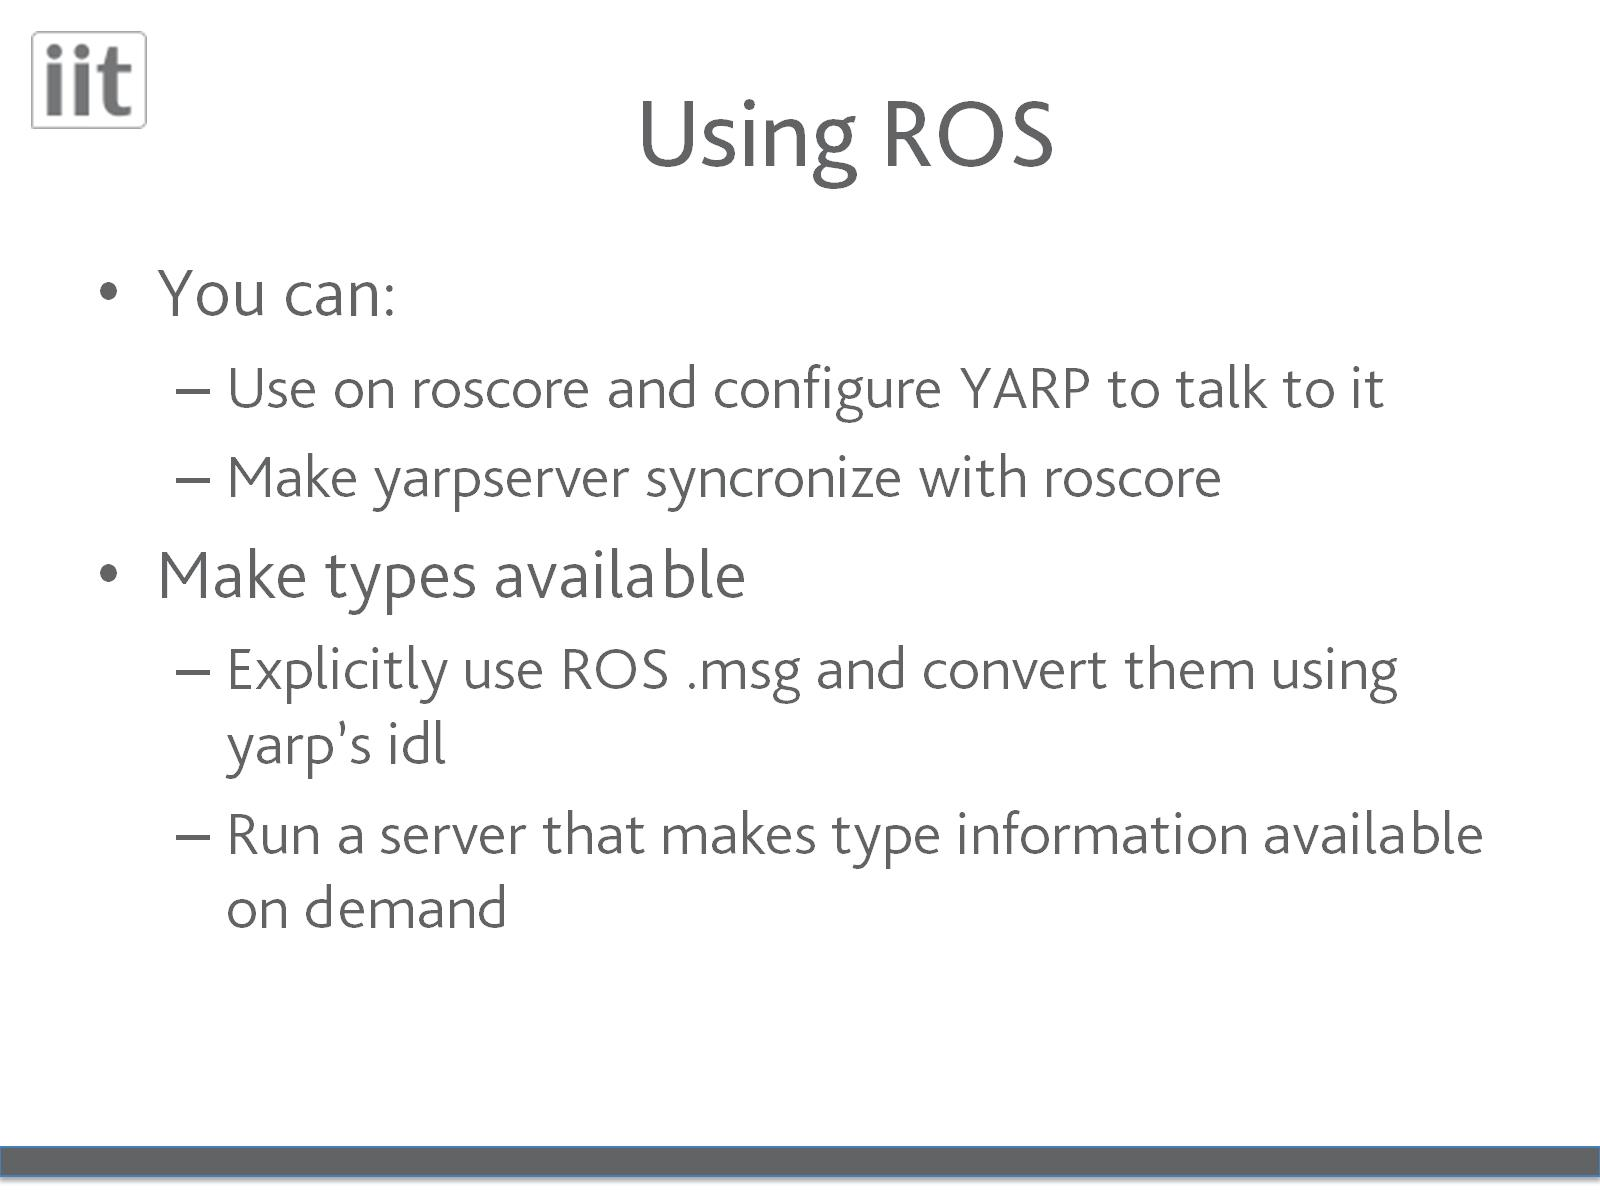 iit
Using ROS
• You can:
– Use on roscore and configure YARP to talk to it
– Make yarpserver syncronize with roscore
• Make types available
– Explicitly use ROS .msg and convert them using
yarp’s idl
– Run a server that makes type information available
on demand